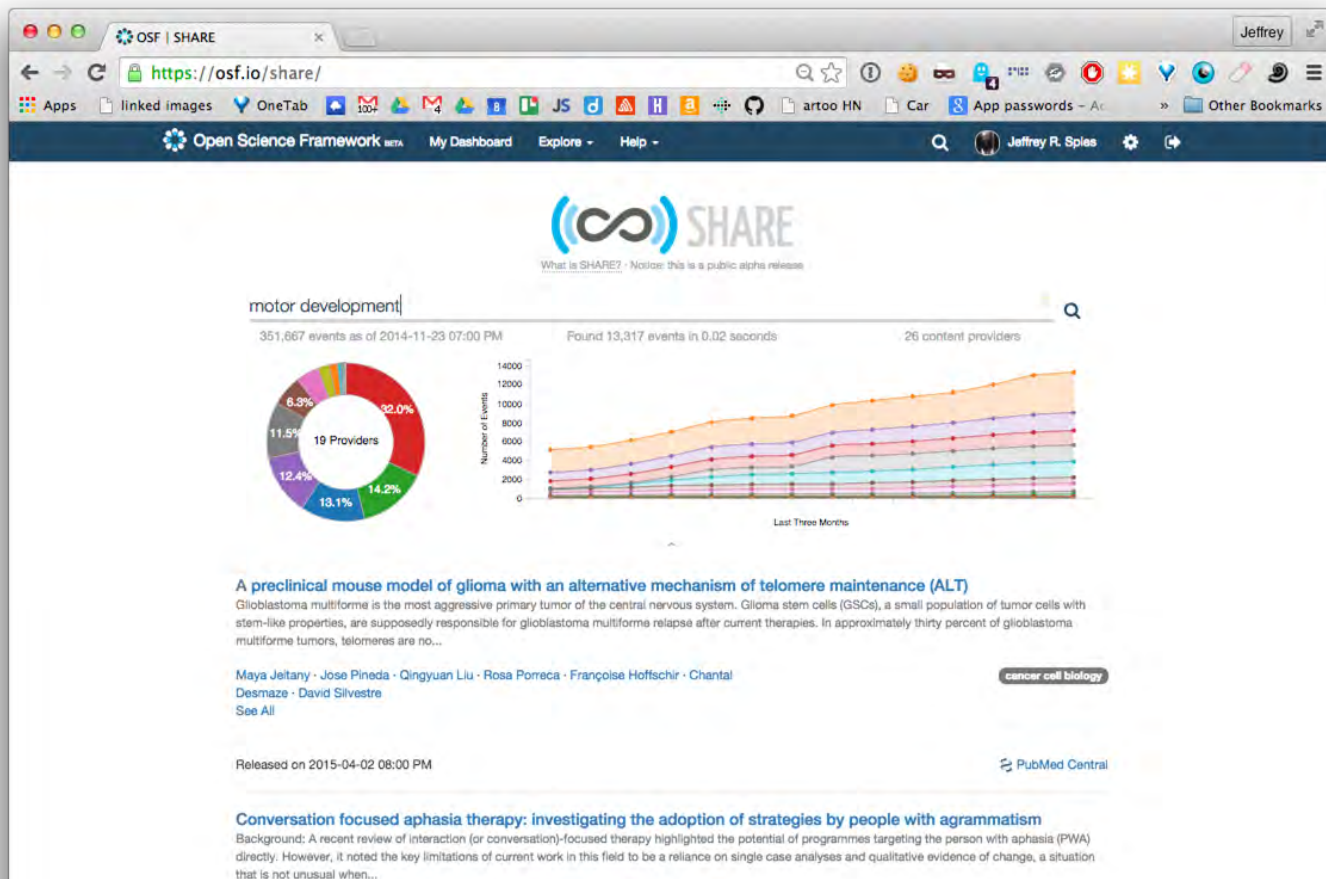 OSF | SHARE
Jeffrey
https://osf.io/share/
4
Apps linked images OneTab 100+ 4 8 JS d H a artoo HN Car 8 App passwords – Ac » Other Bookmarks
Open Science Framework BETA My Dashboard Explore Help Jeffrey R. Spies
SHARE
What is SHARE? · Notice: this is a public alpha release
motor development
351,667 events as of 2014-11-23 07:00 PM Found 13,317 events in 0.02 seconds 26 content providers
32.0%
14.2%
13.1%
12.4%
11.5%
6.3%
19 Providers
Number of Events
14000
12000
10000
8000
6000
4000
2000
0
Last Three Months
A preclinical mouse model of glioma with an alternative mechanism of telomere maintenance (ALT)
Glioblastoma multiforme is the most aggressive primary tumor of the central nervous system. Glioma stem cells (GSCs), a small population of tumor cells with
stem-like properties, are supposedly responsible for glioblastoma multiforme relapse after current therapies. In approximately thirty percent of glioblastoma
multiforme tumors, telomeres are no...
Maya Jeitany · Jose Pineda · Qingyuan Liu · Rosa Porreca · Françoise Hoffschir · Chantal
Desmaze · David Silvestre
cancer cell biology
See All
Released on 2015-04-02 08:00 PM PubMed Central
Conversation focused aphasia therapy: investigating the adoption of strategies by people with agrammatism
Background: A recent review of interaction (or conversation)-focused therapy highlighted the potential of programmes targeting the person with aphasia (PWA)
directly. However, it noted the key limitations of current work in this field to be a reliance on single case analyses and qualitative evidence of change, a situation
that is not unusual when...